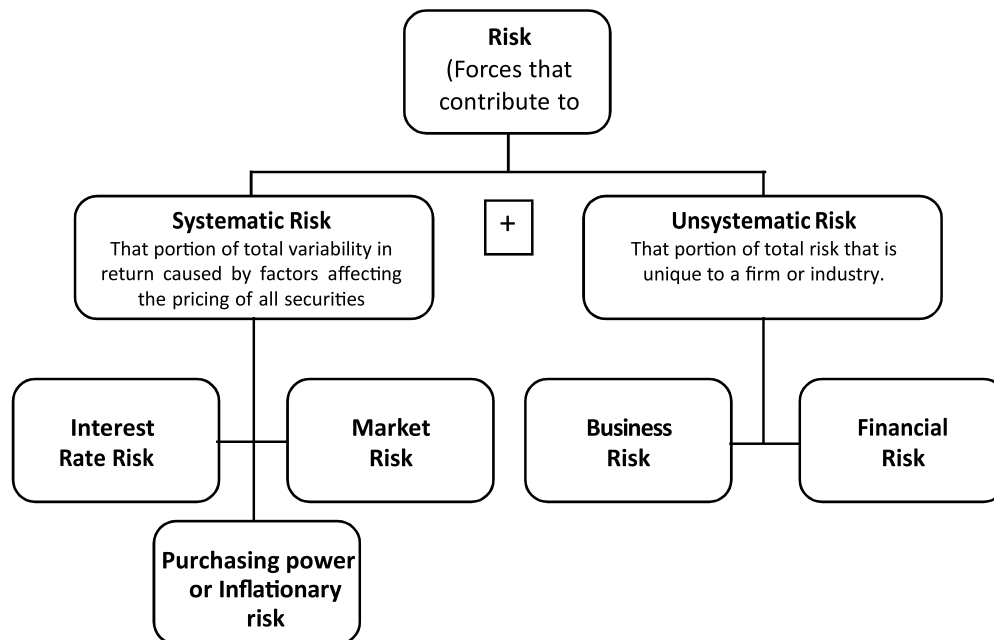 Risk
(Forces that
contribute to
Systematic Risk
That portion of total variability in
return caused by factors affecting
the pricing of all securities
+
Unsystematic Risk
That portion of total risk that is
unique to a firm or industry.
Interest
Rate Risk
Market
Risk
Business
Risk
Financial
Risk
Purchasing power
or Inflationary
risk